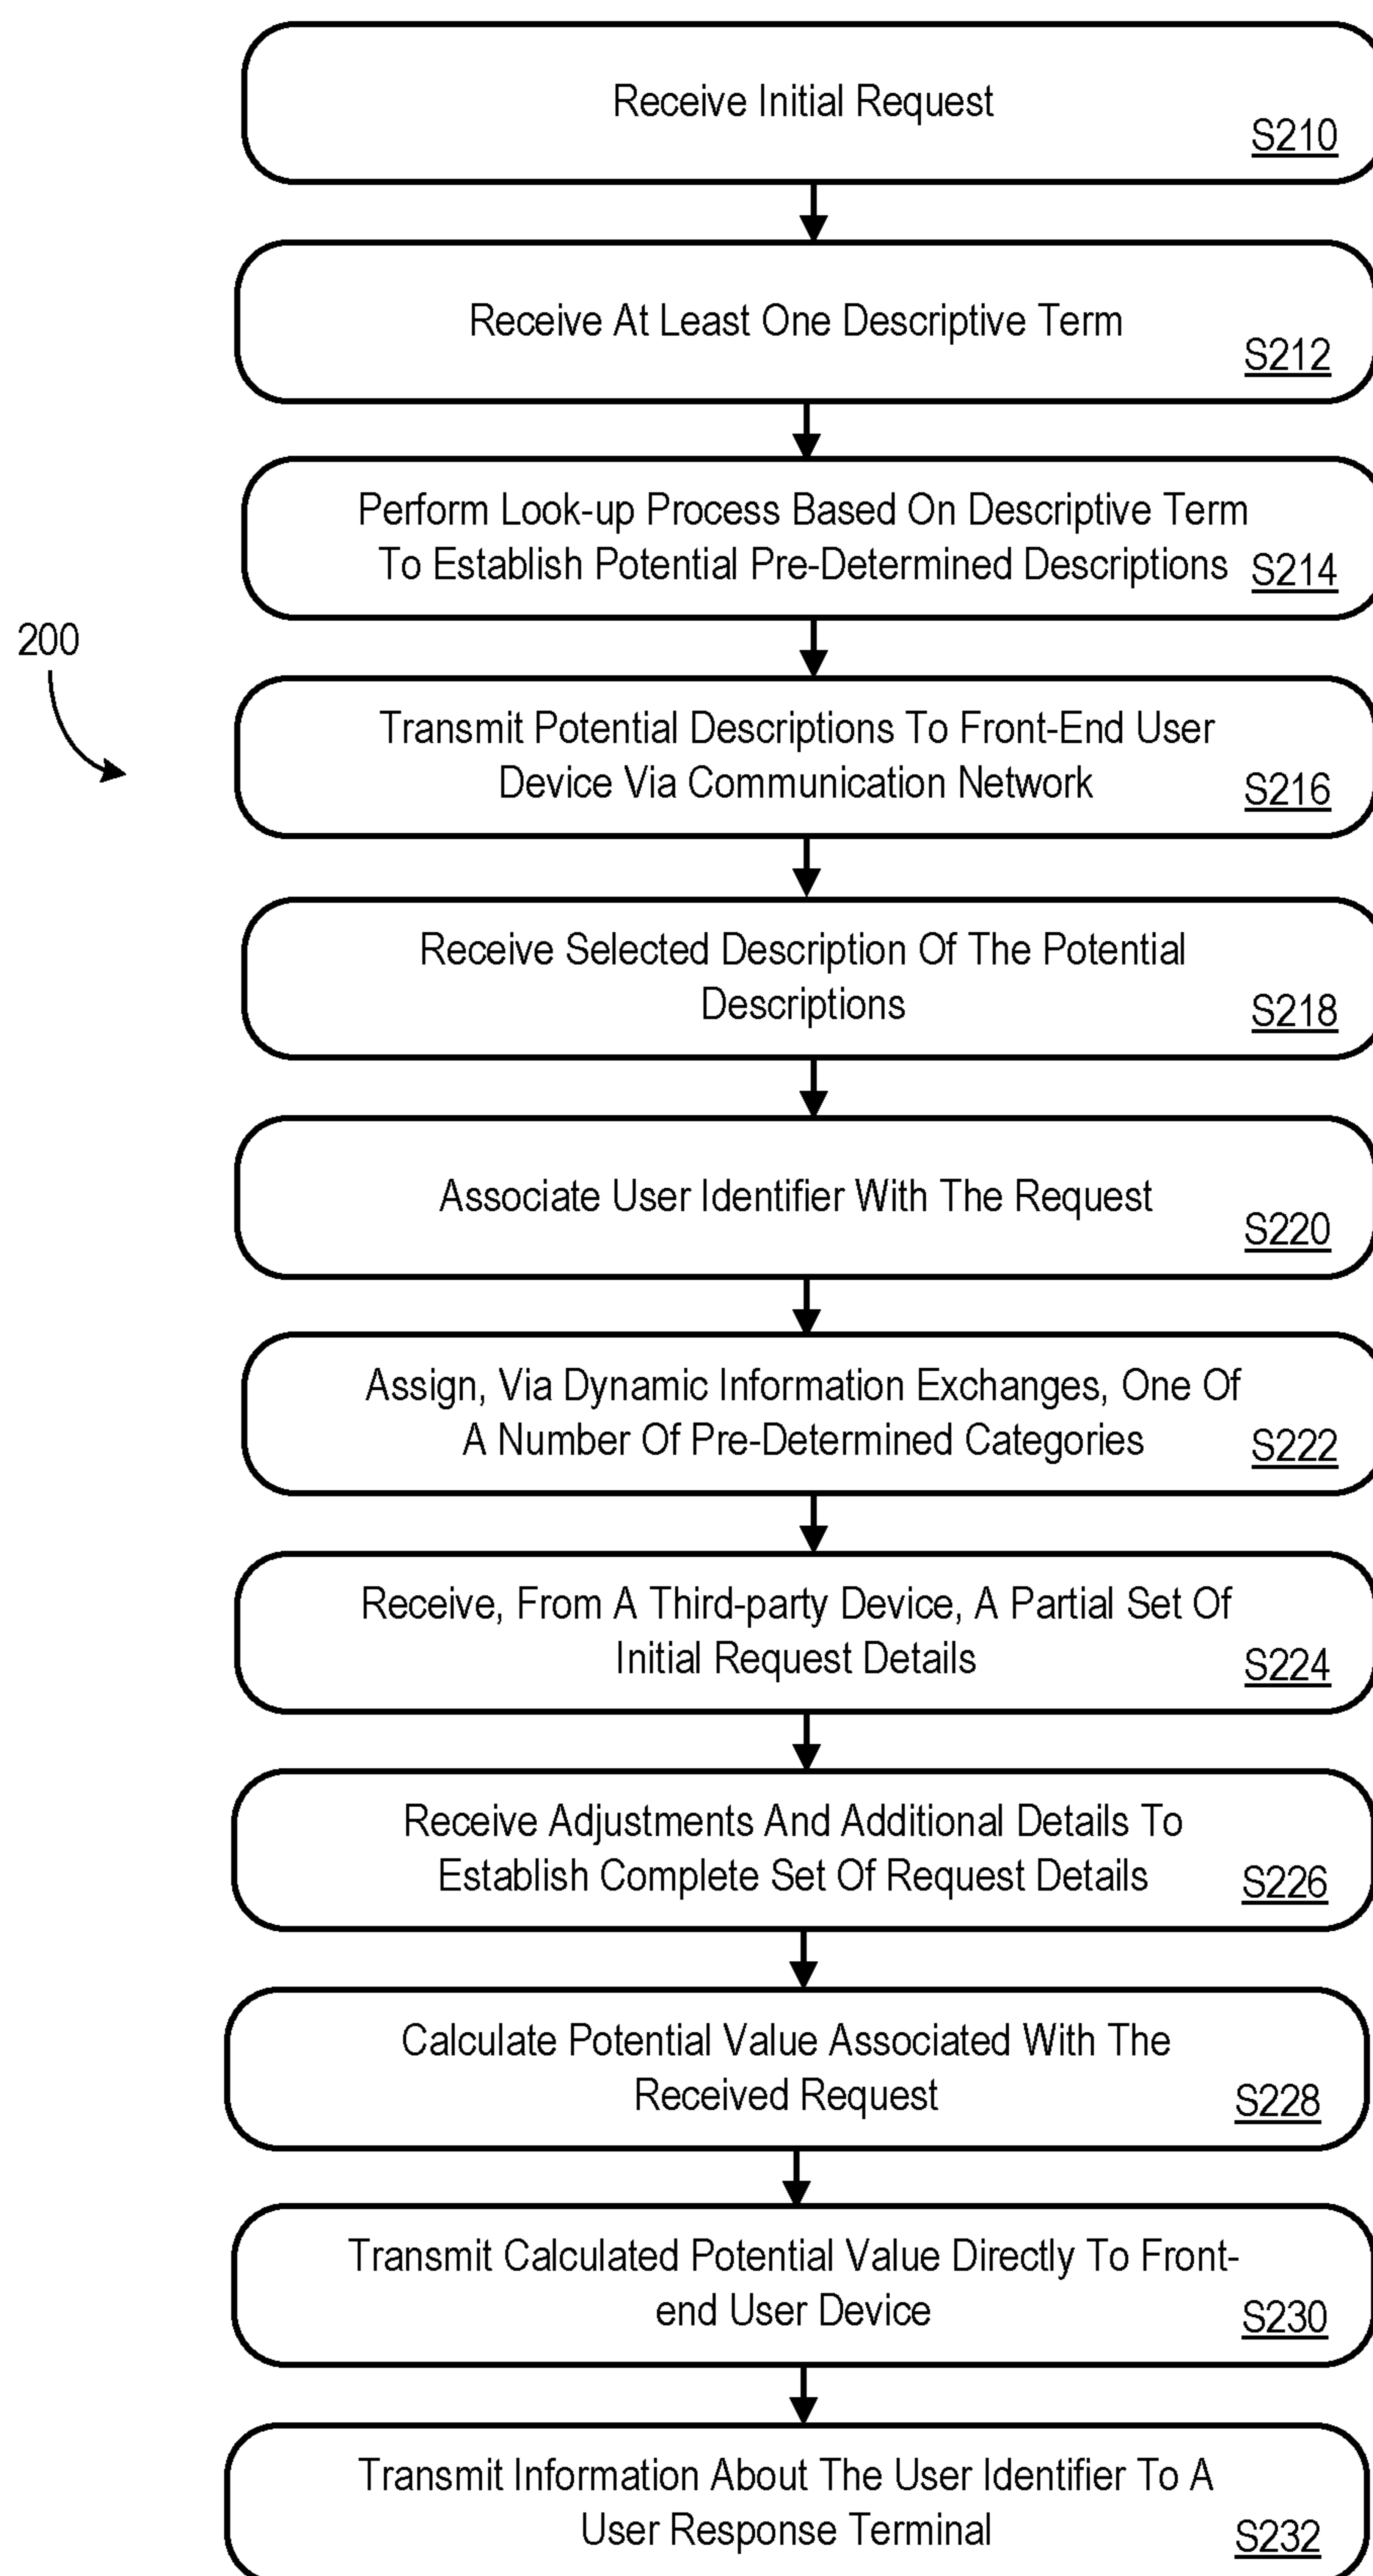 Receive Initial Request
S210
Receive At Least One Descriptive Term
S212
Perform Look-up Process Based On Descriptive Term
To Establish Potential Pre-Determined Descriptions S214
200
Transmit Potential Descriptions To Front-End User
Device Via Communication Network
S216
Receive Selected Description Of The Potential
Descriptions
S218
Associate User Identifier With The Request
S220
Assign, Via Dynamic Information Exchanges, One Of
A Number Of Pre-Determined Categories
S222
Receive, From A Third-party Device, A Partial Set Of
Initial Request Details
S224
Receive Adjustments And Additional Details To
Establish Complete Set Of Request Details
S226
Calculate Potential Value Associated With The
Received Request
S228
Transmit Calculated Potential Value Directly To Front-
end User Device
S230
Transmit Information About The User Identifier To A
User Response Terminal
S232